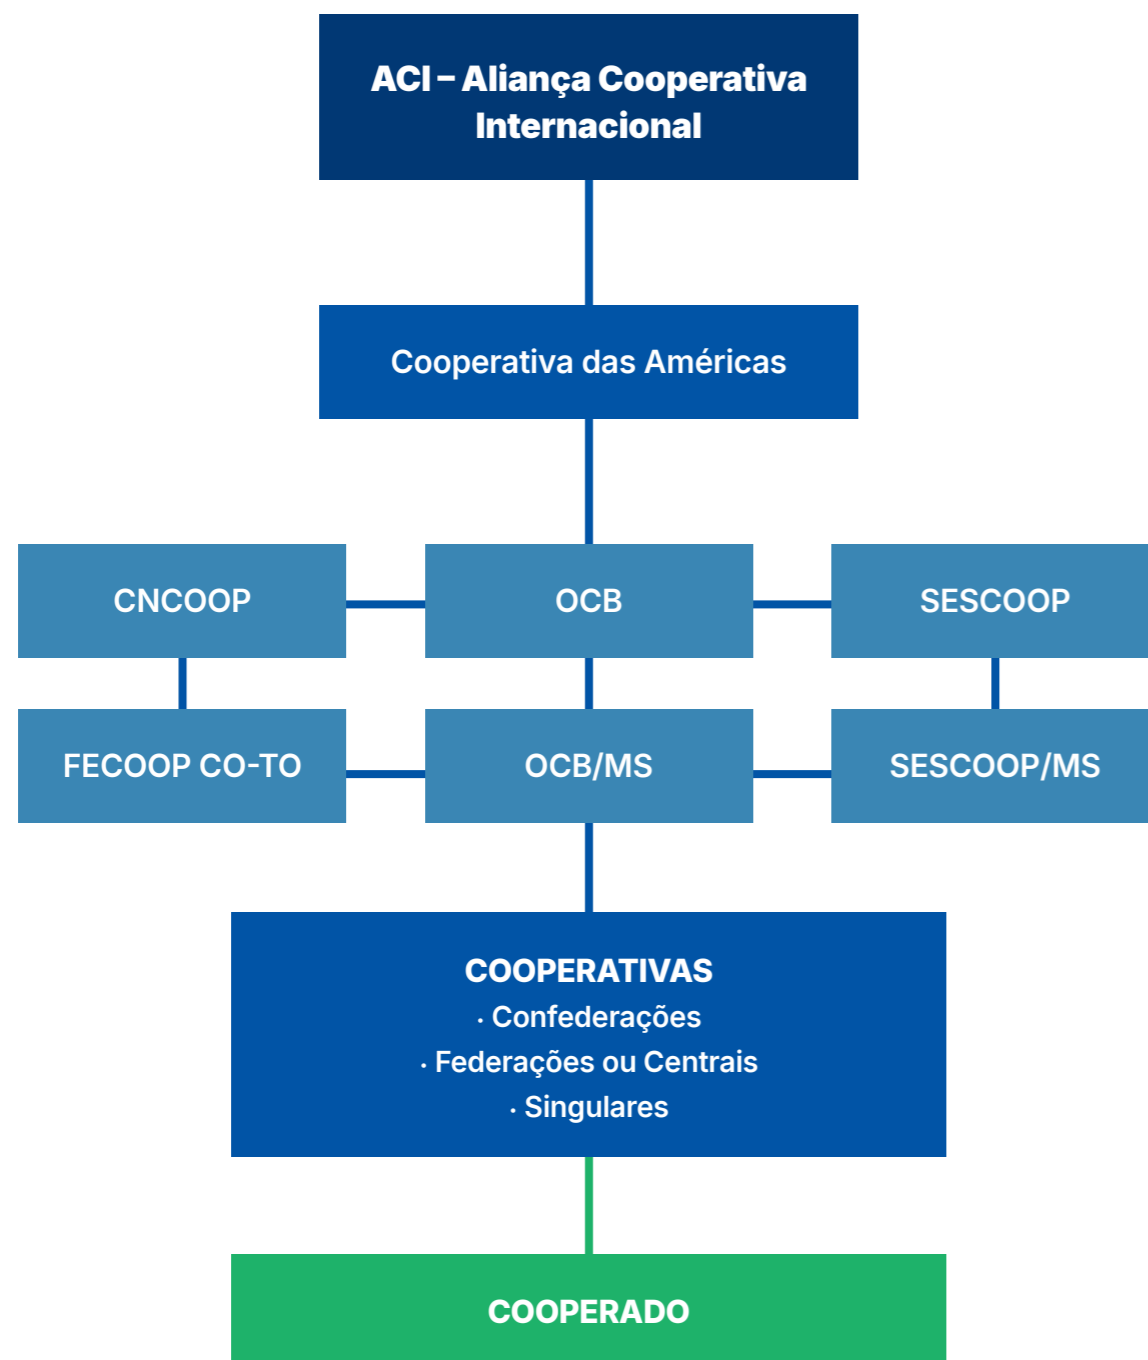 ACI – Aliança Cooperativa
Internacional
Cooperativa das Américas
CNCOOP
OCB
SESCOOP
FECOOP CO-TO
OCB/MS
SESCOOP/MS
COOPERATIVAS
· Confederações
· Federações ou Centrais
· Singulares
COOPERADO